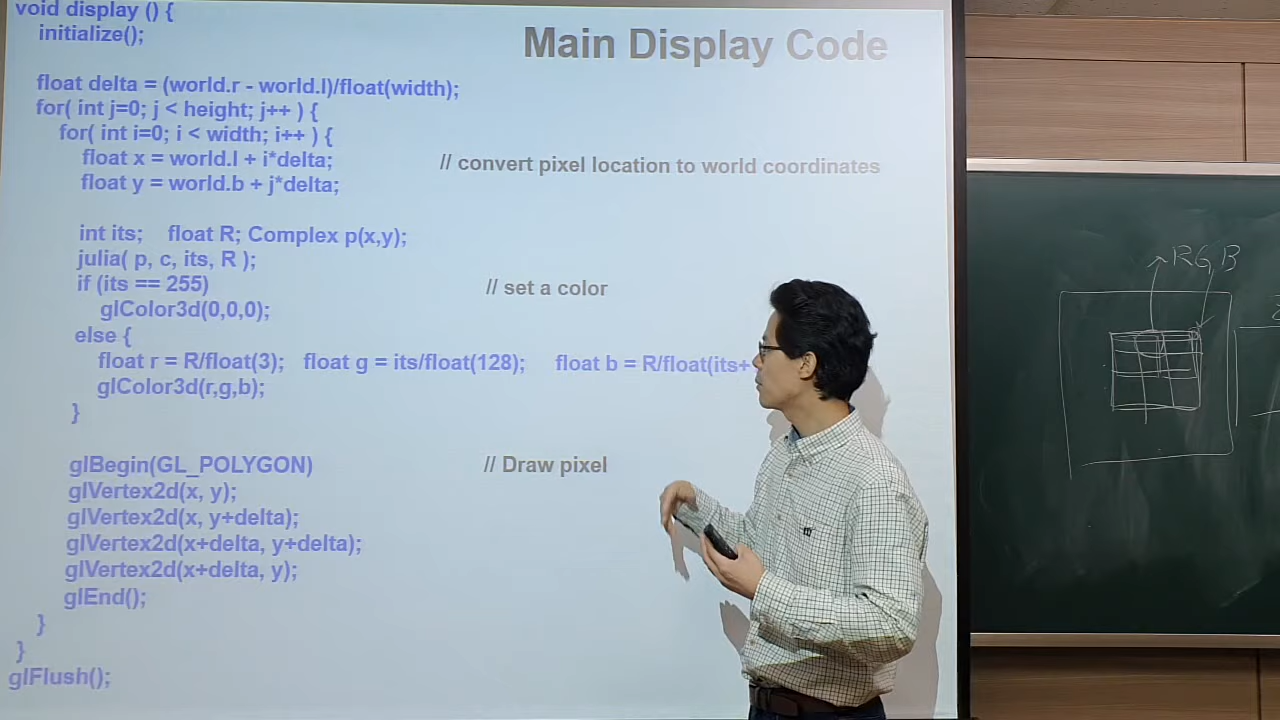 void display () {
Main Display Code
initialize();
float delta = (world.r - world.l)/float(width);
for( int j=0; j < height; j++ ) {
for( int i=0; i < width; i++ ) {
float x = world.l + i*delta; // convert pixel location to world coordinates
float y = world.b + j*delta;
int its; float R; Complex p(x,y);
julia( p, c, its, R );
if (its == 255) // set a color
glColor3d(0,0,0);
else {
float r = R/float(3); float g = its/float(128); float b = R/float(its+
glColor3d(r,g,b);
}
glBegin(GL_POLYGON) // Draw pixel
glVertex2d(x, y);
glVertex2d(x, y+delta);
glVertex2d(x+delta, y+delta);
glVertex2d(x+delta, y);
glEnd();
}
}
glFlush();
RGB